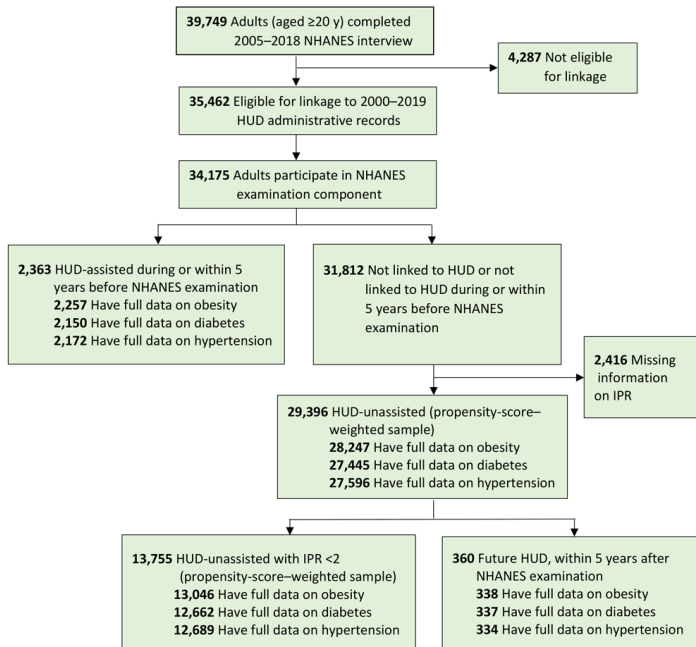 39,749 Adults (aged ≥20 y) completed
2005–2018 NHANES interview
4,287 Not eligible
for linkage
35,462 Eligible for linkage to 2000–2019
HUD administrative records
34,175 Adults participate in NHANES
examination component
2,363 HUD-assisted during or within 5
years before NHANES examination
2,257 Have full data on obesity
2,150 Have full data on diabetes
2,172 Have full data on hypertension
31,812 Not linked to HUD or not
linked to HUD during or within
5 years before NHANES
examination
2,416 Missing
information
on IPR
29,396 HUD-unassisted (propensity-score–
weighted sample)
28,247 Have full data on obesity
27,445 Have full data on diabetes
27,596 Have full data on hypertension
13,755 HUD-unassisted with IPR <2
(propensity-score–weighted sample)
13,046 Have full data on obesity
12,662 Have full data on diabetes
12,689 Have full data on hypertension
360 Future HUD, within 5 years after
NHANES examination
338 Have full data on obesity
337 Have full data on diabetes
334 Have full data on hypertension